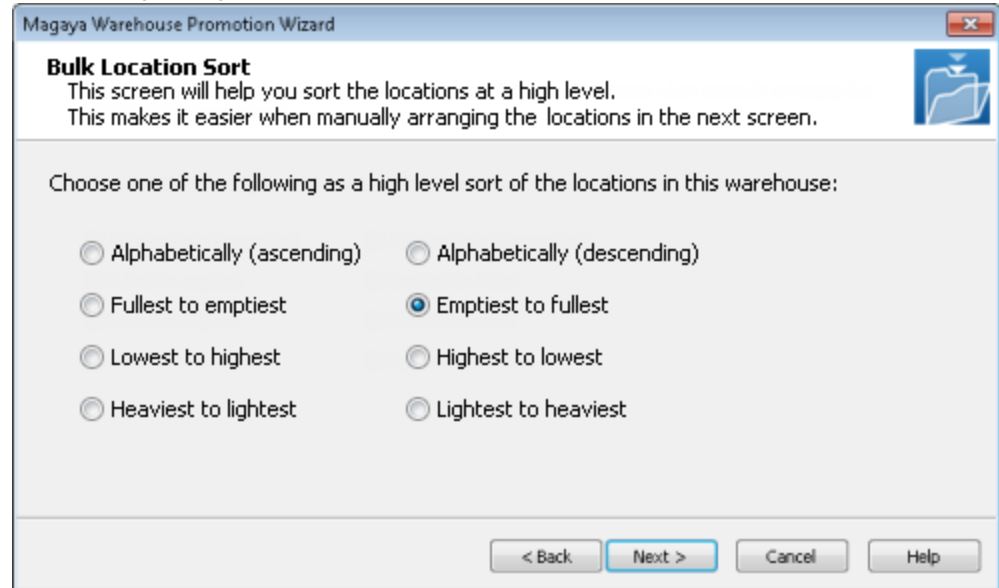 Magaya Warehouse Promotion Wizard
Bulk Location Sort
This screen will help you sort the locations at a high level.
This makes it easier when manually arranging the locations in the next screen.
Choose one of the following as a high level sort of the locations in this warehouse:
Alphabetically (ascending) Alphabetically (descending)
Fullest to emptiest Emptiest to fullest
Lowest to highest Highest to lowest
Heaviest to lightest Lightest to heaviest
< Back Next > Cancel Help